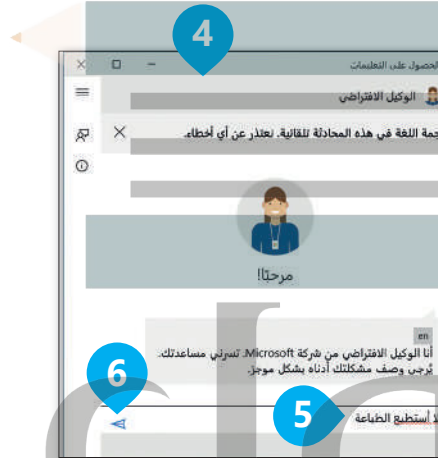 4
الحصول على التعليمات
الوكيل الافتراضي
جمة اللغة في هذه المحادثة تلقائية. نعتذر عن أي أخطاء.
مرحبًا!
en
أنا الوكيل الافتراضي من شركة Microsoft. تسرني مساعدتك.
يُرجى وصف مشكلتك أدناه بشكل موجز.
6
5
لا أستطيع الطباعة